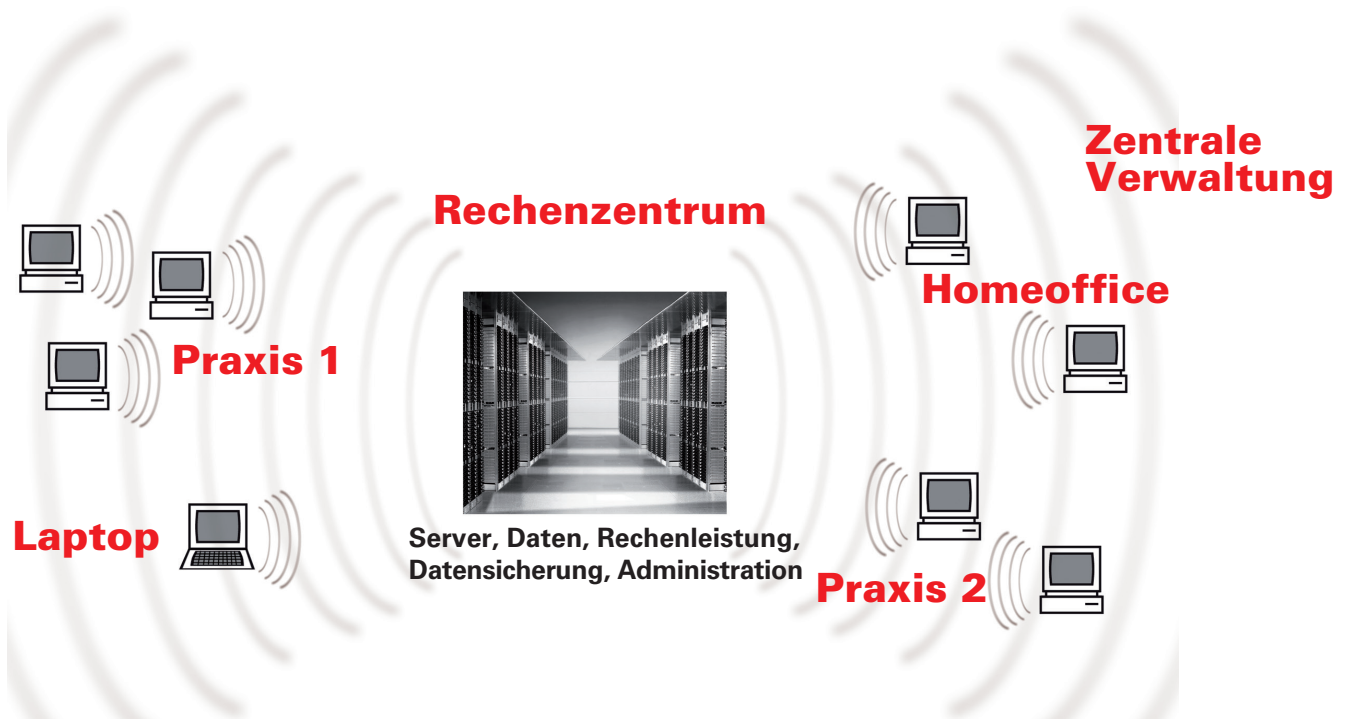 Zentrale
Verwaltung
Rechenzentrum
Homeoffice
Praxis 1
Laptop
Server, Daten, Rechenleistung,
Datensicherung, Administration
Praxis 2